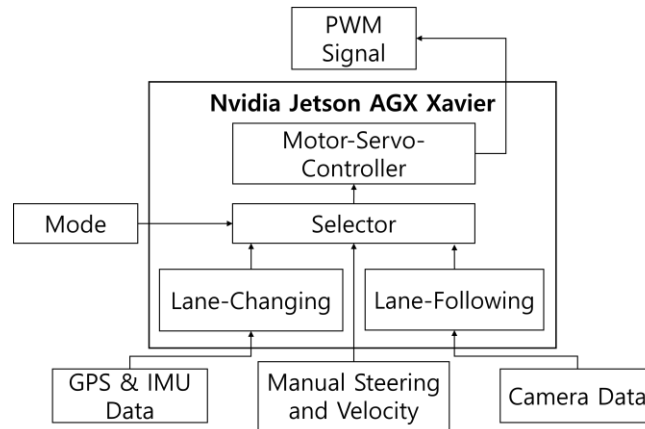 PWM
Signal
Nvidia Jetson AGX Xavier
Motor-Servo-
Controller
Mode
Selector
Lane-Changing
Lane-Following
GPS & IMU
Data
Manual Steering
and Velocity
Camera Data